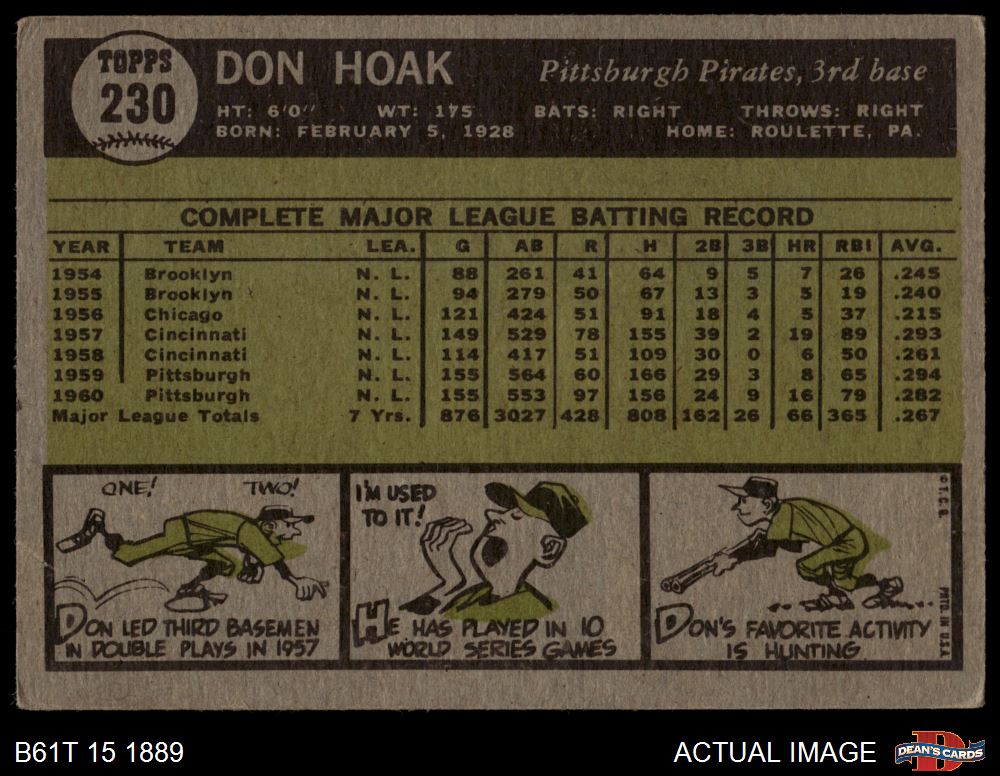 TOPPS
230
DON HOAK
Pittsburgh Pirates, 3rd base
HT: 6'0" WT: 175 BATS: RIGHT THROWS: RIGHT
BORN: FEBRUARY 5, 1928 HOME: ROULETTE, PA.
COMPLETE MAJOR LEAGUE BATTING RECORD
YEAR TEAM LEA. G AB R H 2B 3B HR RBI AVG.
1954 Brooklyn N. L. 88 261 41 64 9 5 7 26 .245
1955 Brooklyn N. L. 94 279 50 67 13 3 5 19 .240
1956 Chicago N. L. 121 424 51 91 18 4 5 37 .215
1957 Cincinnati N. L. 149 529 78 155 39 2 19 89 .293
1958 Cincinnati N. L. 114 417 51 109 30 0 6 50 .261
1959 Pittsburgh N. L. 155 564 60 166 29 3 8 65 .294
1960 Pittsburgh N. L. 155 553 97 156 24 9 16 79 .282
Major League Totals 7 Yrs. 876 3027 428 808 162 26 66 365 .267
ONE! TWO!
DON LED THIRD BASEMEN
IN DOUBLE PLAYS IN 1957
I'M USED
TO IT!
HE HAS PLAYED IN 10
WORLD SERIES GAMES
DON'S FAVORITE ACTIVITY
IS HUNTING
© T.C.G.
PRTD. IN U.S.A.
B61T 15 1889
ACTUAL IMAGE
D
DEAN'S CARDS